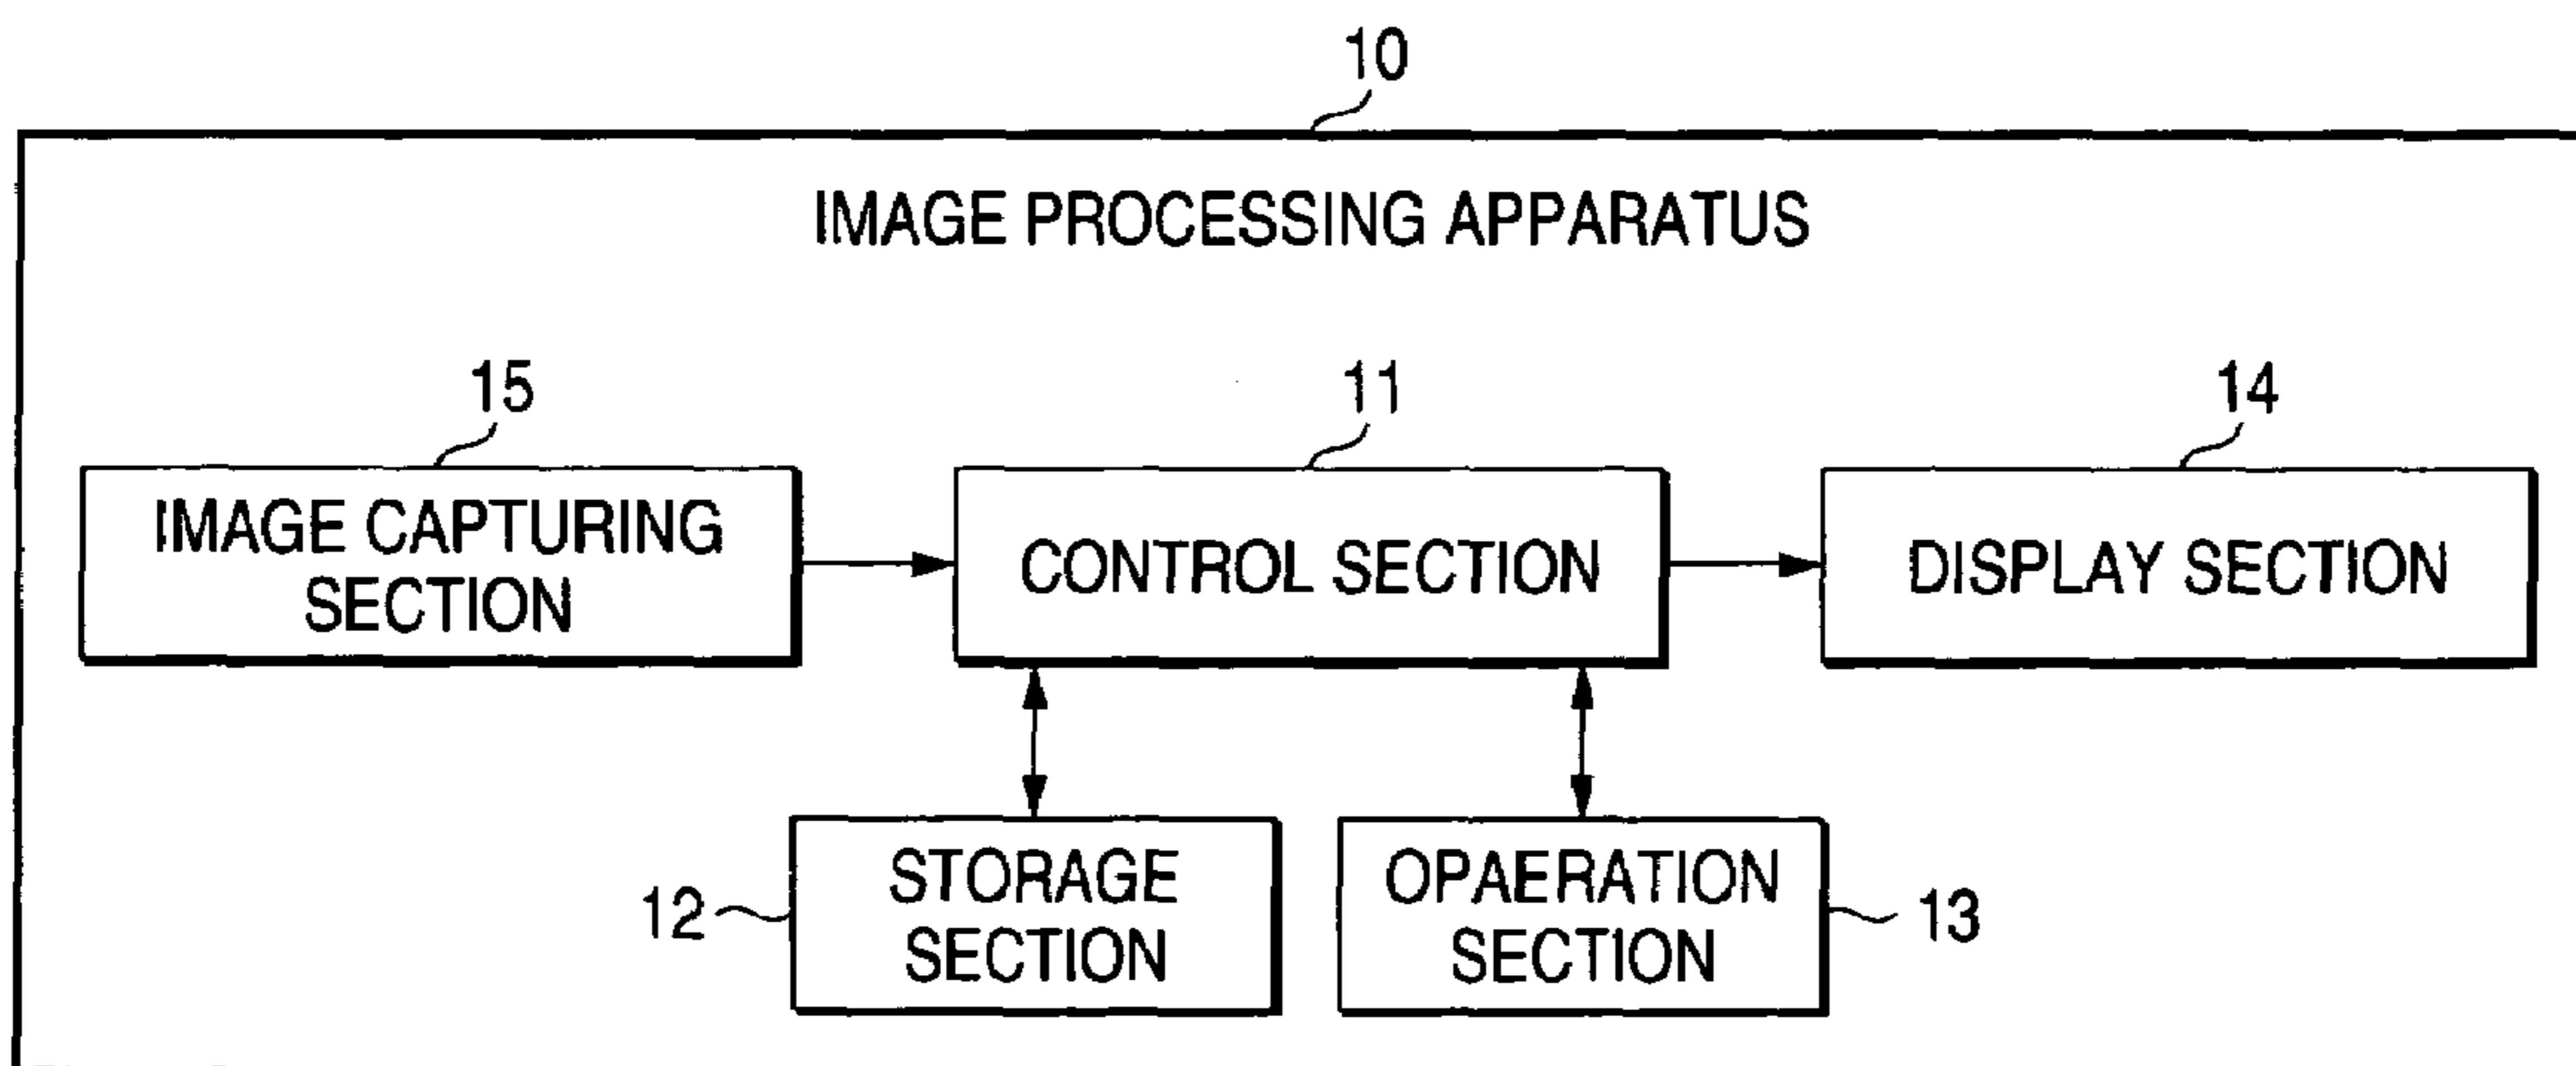 10
IMAGE PROCESSING APPARATUS
15
11
14
IMAGE CAPTURING
SECTION
CONTROL SECTION
DISPLAY SECTION
12
STORAGE
SECTION
OPAERATION
SECTION
13